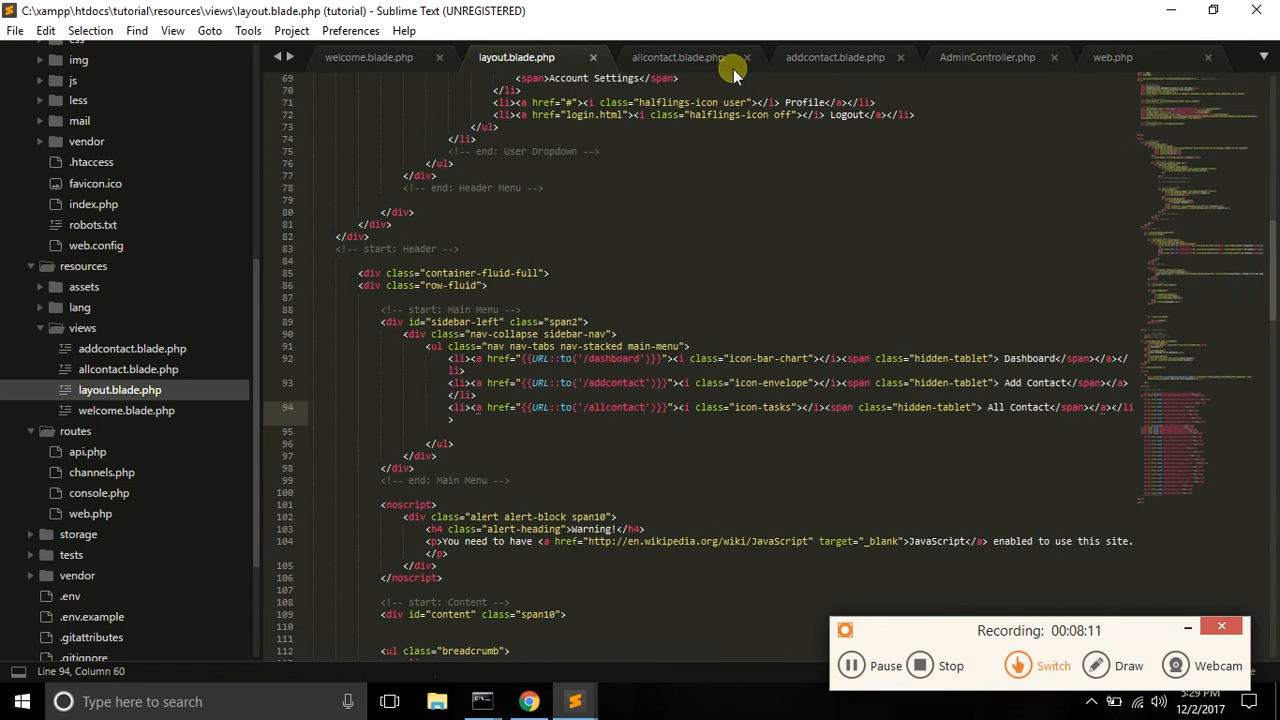 C:\xampp\htdocs\tutorial\resources\views\layout.blade.php (tutorial) - Sublime Text (UNREGISTERED)
File Edit Selection Find View Goto Tools Project Preferences Help
welcome.blade.php layout.blade.php allcontact.blade.php addcontact.blade.php AdminController.php web.php
css
img
js
less
mail
vendor
.htaccess
favicon.ico
index.php
robots.txt
web.config
resources
assets
lang
views
addcontact.blade.php
allcontact.blade.php
layout.blade.php
welcome.blade.php
routes
api.php
channels.php
console.php
web.php
storage
tests
vendor
.env
.env.example
.gitattributes
.gitignore
69 <span>Account Settings</span>
70 </li>
71 <li><a href="#"><i class="halflings-icon user"></i> Profile</a></li>
72 <li><a href="login.html"><i class="halflings-icon off"></i> Logout</a></li>
73 </ul>
74 </li>
75 <!-- end: User Dropdown -->
76 </ul>
77 </div>
78 <!-- end: Header Menu -->
79
80 </div>
81 </div>
82 </div>
83 <!-- start: Header -->
84
85 <div class="container-fluid-full">
86 <div class="row-fluid">
87
88 <!-- start: Main Menu -->
89 <div id="sidebar-left" class="span2">
90 <div class="nav-collapse sidebar-nav">
91 <ul class="nav nav-tabs nav-stacked main-menu">
92 <li><a href="{{URL::to('/dashboard')}}"><i class="icon-bar-chart"></i><span class="hidden-tablet"> Dashboard</span></a></
li>
93 <li><a href="{{URL::to('/addcontact')}}"><i class="icon-envelope"></i><span class="hidden-tablet"> Add Contact</span></a>
</li>
94 <li><a href="{{URL::to('/allcontact')}}"><i class="icon-tasks"></i><span class="hidden-tablet"> All Contact</span></a></li
95
96 </ul>
97 </div>
98 </div>
99 <!-- end: Main Menu -->
100
101 <noscript>
102 <div class="alert alert-block span10">
103 <h4 class="alert-heading">Warning!</h4>
104 <p>You need to have <a href="http://en.wikipedia.org/wiki/JavaScript" target="_blank">JavaScript</a> enabled to use this site.
</p>
105 </div>
106 </noscript>
107
108 <!-- start: Content -->
109 <div id="content" class="span10">
110
111
112 <ul class="breadcrumb">
Recording: 00:08:11
Pause Stop Switch Draw Webcam
Line 94, Column 60
Type here to search
5:29 PM
12/2/2017